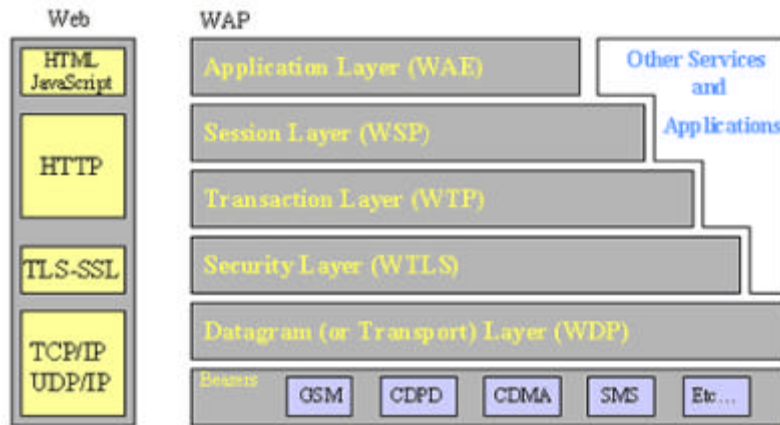 Web
HTML
JavaScript
HTTP
TLS-SSL
TCP/IP
UDP/IP
WAP
Application Layer (WAE)
Session Layer (WSP)
Transaction Layer (WTP)
Security Layer (WTLS)
Datagram (or Transport) Layer (WDP)
Bearers
GSM
CDPD
CDMA
SMS
Etc...
Other Services
and
Applications